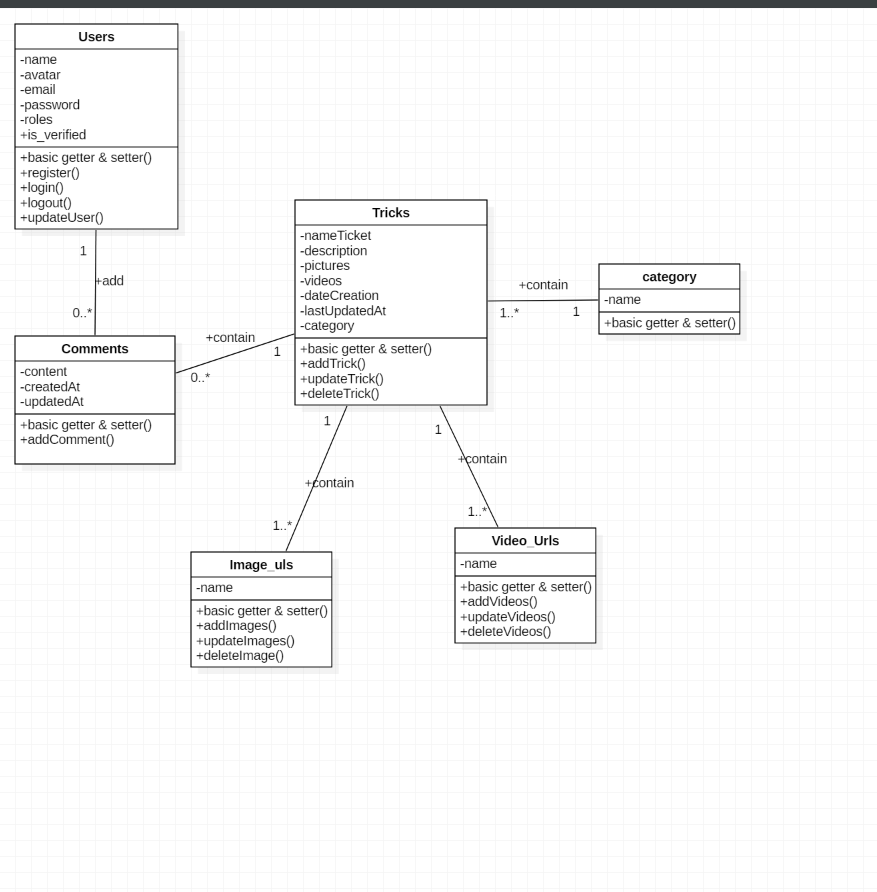 Users
-name
-avatar
-email
-password
-roles
+is_verified
+basic getter & setter()
+register()
+login()
+logout()
+updateUser()
1
+add
0..*
Comments
-content
-createdAt
-updatedAt
+basic getter & setter()
+addComment()
+contain
1
0..*
Tricks
-nameTicket
-description
-pictures
-videos
-dateCreation
-lastUpdatedAt
-category
+basic getter & setter()
+addTrick()
+updateTrick()
+deleteTrick()
+contain
1..*
1
category
-name
+basic getter & setter()
1
+contain
1..*
1
+contain
1..*
Image_uls
-name
+basic getter & setter()
+addImages()
+updateImages()
+deleteImage()
Video_Urls
-name
+basic getter & setter()
+addVideos()
+updateVideos()
+deleteVideos()